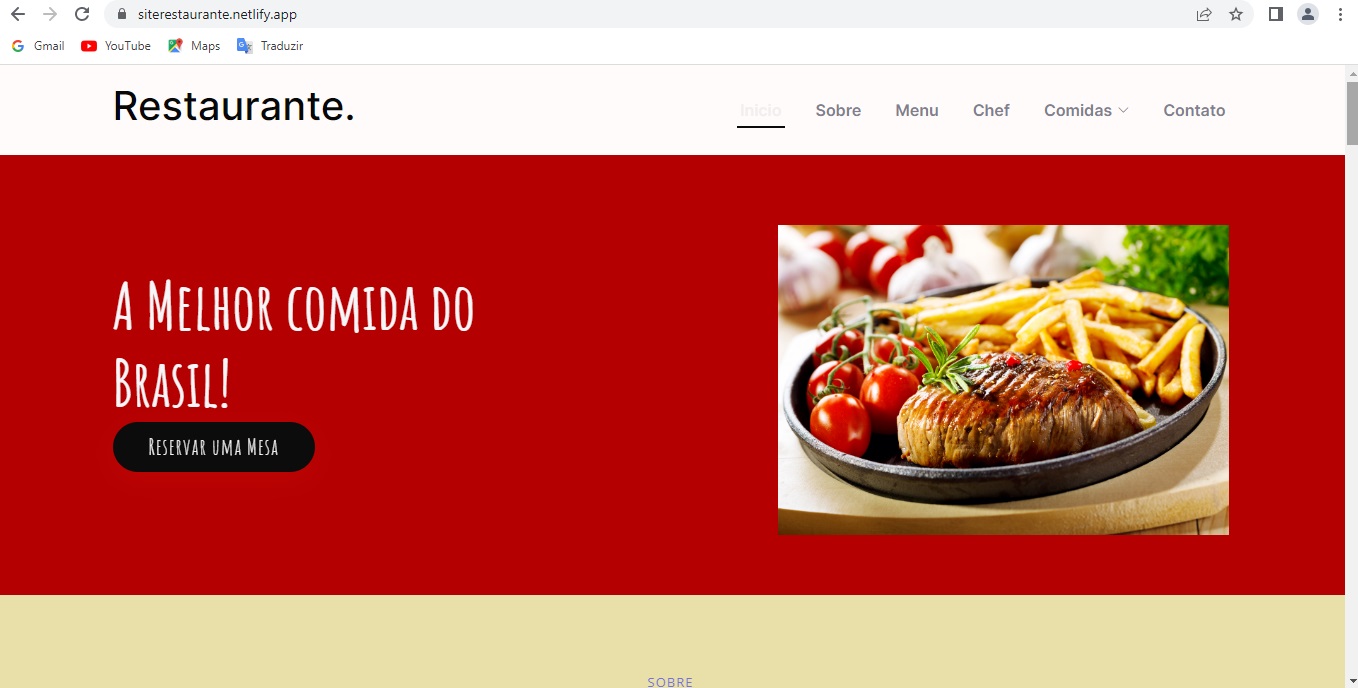 siterestaurante.netlify.app
Gmail YouTube Maps Traduzir
Restaurante.
Inicio Sobre Menu Chef Comidas Contato
A Melhor comida do
Brasil!
Reservar uma Mesa
SOBRE